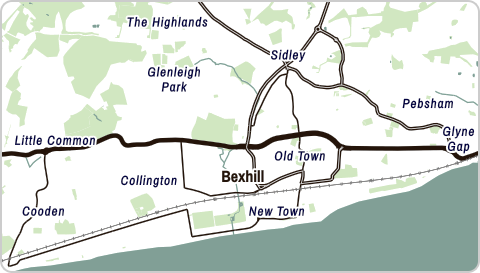 The Highlands
Sidley
Glenleigh
Park
Pebsham
Glyne
Gap
Little Common
Old Town
Collington
Bexhill
Cooden
New Town